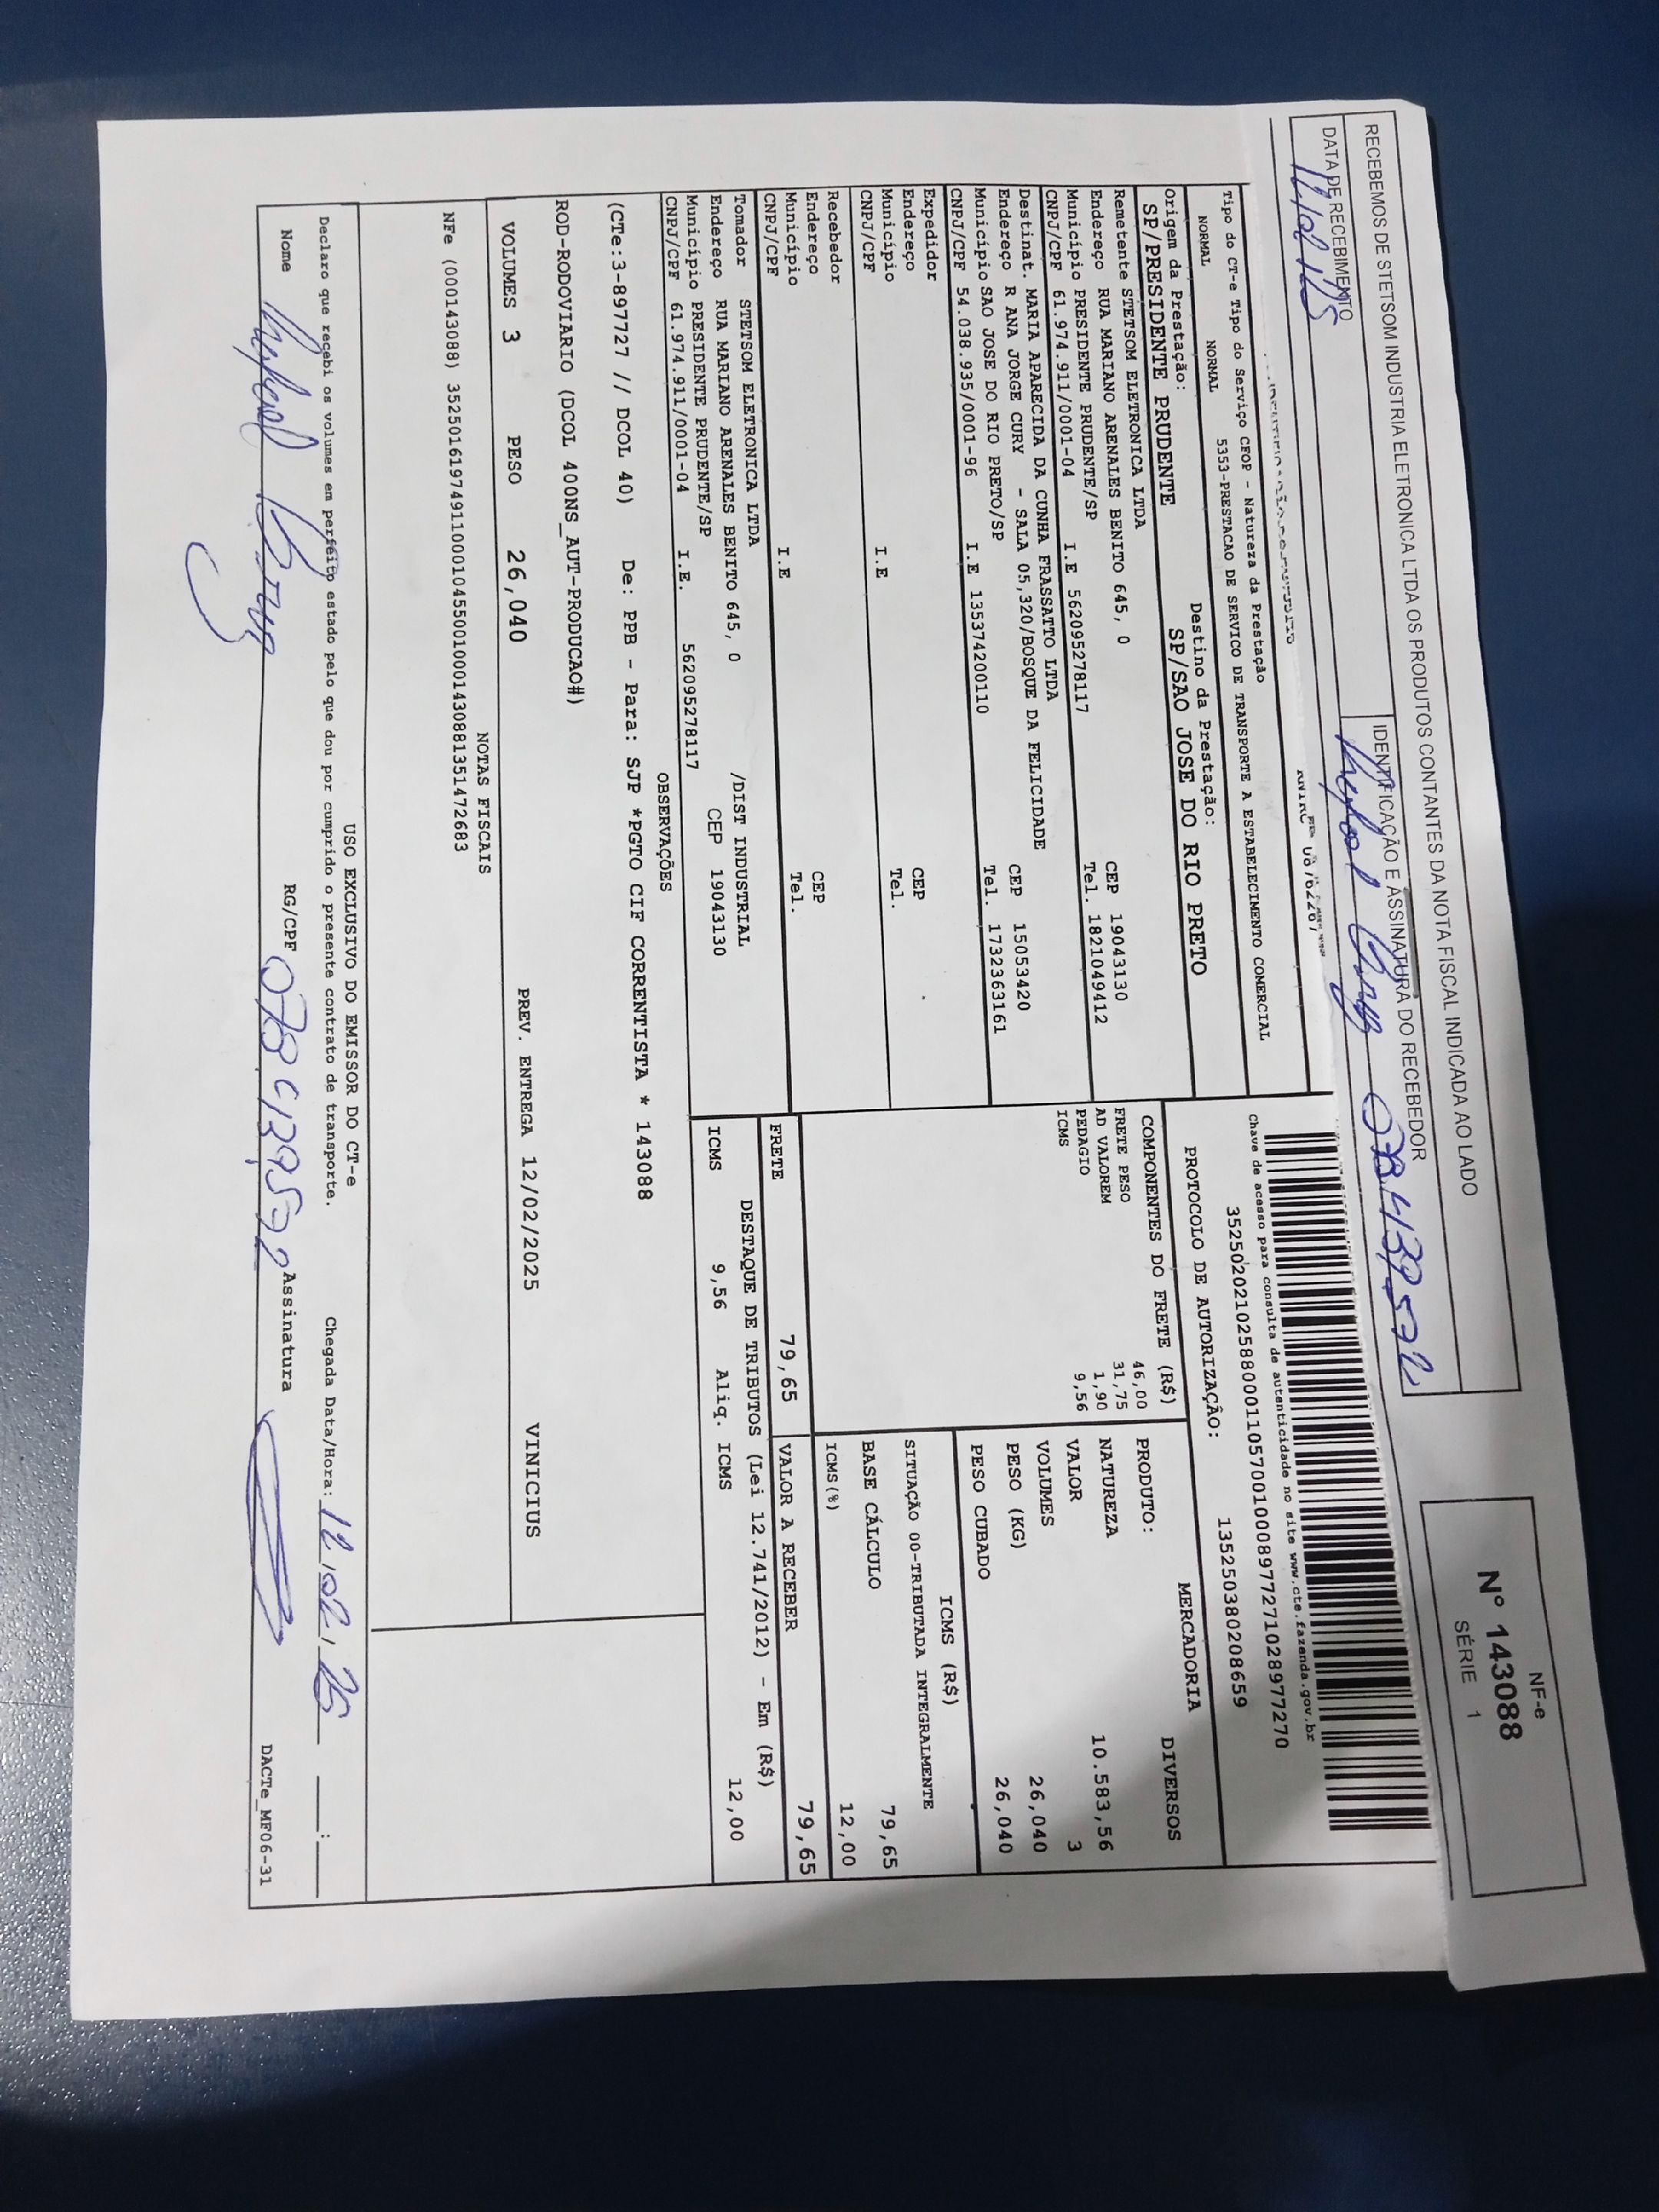 RECEBEMOS DE STETSOM INDUSTRIA ELETRONICA LTDA OS PRODUTOS CONTANTES DA NOTA FISCAL INDICADA AO LADO
DATA DE RECEBIMENTO
IDENTIFICAÇÃO E ASSINATURA DO RECEBEDOR
NF-e
Nº 143088
SÉRIE 1
Chave de acesso para consulta de autenticidade no site www.cte.fazenda.gov.br
35250202102588000110570010008977271028977270
Tipo do CT-e Tipo do Serviço CFOP - Natureza da Prestação
NORMAL NORMAL 5353-PRESTACAO DE SERVICO DE TRANSPORTE A ESTABELECIMENTO COMERCIAL
PROTOCOLO DE AUTORIZAÇÃO: 135250380208659
Origem da Prestação: Destino da Prestação:
SP/PRESIDENTE PRUDENTE SP/SAO JOSE DO RIO PRETO
Remetente STETSOM ELETRONICA LTDA
Endereço RUA MARIANO ARENALES BENITO 645, 0 CEP 19043130
Município PRESIDENTE PRUDENTE/SP Tel. 1821049412
CNPJ/CPF 61.974.911/0001-04 I.E 562095278117
Destinat. MARIA APARECIDA DA CUNHA FRASSATTO LTDA
Endereço R ANA JORGE CURY - SALA 05,320/BOSQUE DA FELICIDADE CEP 15053420
Município SAO JOSE DO RIO PRETO/SP Tel. 1732363161
CNPJ/CPF 54.038.935/0001-96 I.E 135374200110
Expedidor
Endereço CEP
Município Tel.
CNPJ/CPF I.E
Recebedor
Endereço CEP
Município Tel.
CNPJ/CPF I.E
Tomador STETSOM ELETRONICA LTDA /DIST INDUSTRIAL
Endereço RUA MARIANO ARENALES BENITO 645, 0 CEP 19043130
Município PRESIDENTE PRUDENTE/SP
CNPJ/CPF 61.974.911/0001-04 I.E. 562095278117
COMPONENTES DO FRETE (R$)
FRETE PESO 46,00
AD VALOREM 31,75
PEDAGIO 1,90
ICMS 9,56
MERCADORIA
PRODUTO: DIVERSOS
NATUREZA
VALOR 10.583,56
VOLUMES 3
PESO (KG) 26,040
PESO CUBADO 26,040
ICMS (R$)
SITUAÇÃO 00-TRIBUTADA INTEGRALMENTE
BASE CÁLCULO 79,65
ICMS(%) 12,00
FRETE 79,65 VALOR A RECEBER 79,65
DESTAQUE DE TRIBUTOS (Lei 12.741/2012) - Em (R$)
ICMS 9,56 Aliq. ICMS 12,00
OBSERVAÇÕES
(CTe:3-897727 // DCOL 40) De: PPB - Para: SJP *PGTO CIF CORRENTISTA * 143088
ROD-RODOVIARIO (DCOL 400NS_AUT-PRODUCAO#)
VOLUMES 3 PESO 26,040 PREV. ENTREGA 12/02/2025 VINICIUS
NOTAS FISCAIS
NFe (000143088) 35250161974911000104550010001430881351472683
USO EXCLUSIVO DO EMISSOR DO CT-e
Declaro que recebi os volumes em perfeito estado pelo que dou por cumprido o presente contrato de transporte. Chegada Data/Hora: 12/02/25 :
Nome RG/CPF Assinatura
DACTe_MF06-31